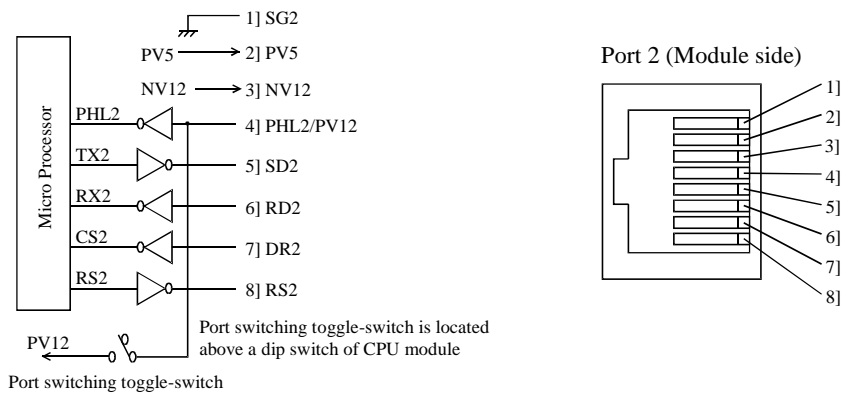 1] SG2
PV5
2] PV5
NV12
3] NV12
Micro Processor
PHL2
4] PHL2/PV12
TX2
5] SD2
RX2
6] RD2
CS2
7] DR2
RS2
8] RS2
PV12
Port switching toggle-switch is located
above a dip switch of CPU module
Port switching toggle-switch
Port 2 (Module side)
1]
2]
3]
4]
5]
6]
7]
8]